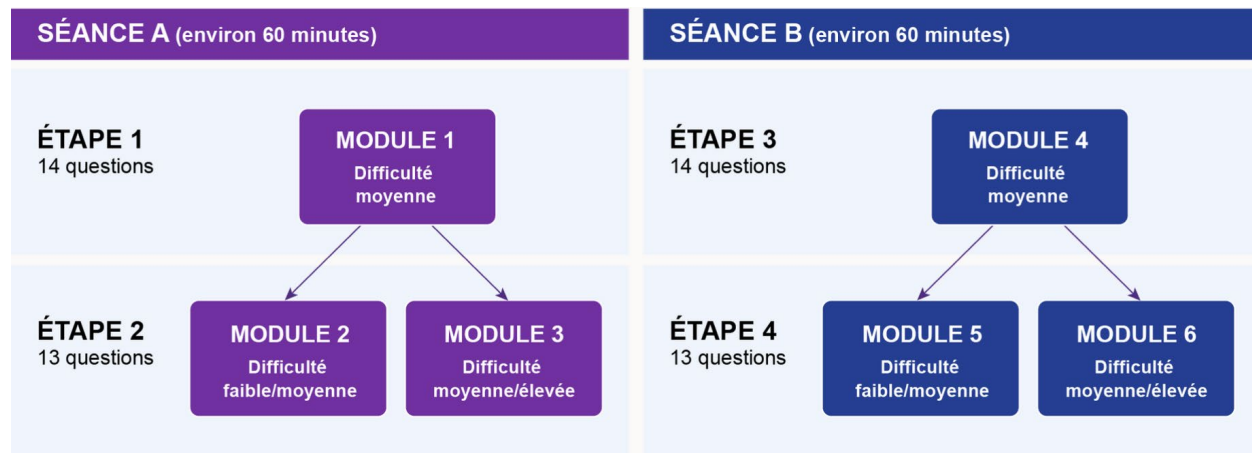 SÉANCE A (environ 60 minutes)
ÉTAPE 1
14 questions
MODULE 1
Difficulté
moyenne
ÉTAPE 2
13 questions
MODULE 2
Difficulté
faible/moyenne
MODULE 3
Difficulté
moyenne/élevée
SÉANCE B (environ 60 minutes)
ÉTAPE 3
14 questions
MODULE 4
Difficulté
moyenne
ÉTAPE 4
13 questions
MODULE 5
Difficulté
faible/moyenne
MODULE 6
Difficulté
moyenne/élevée